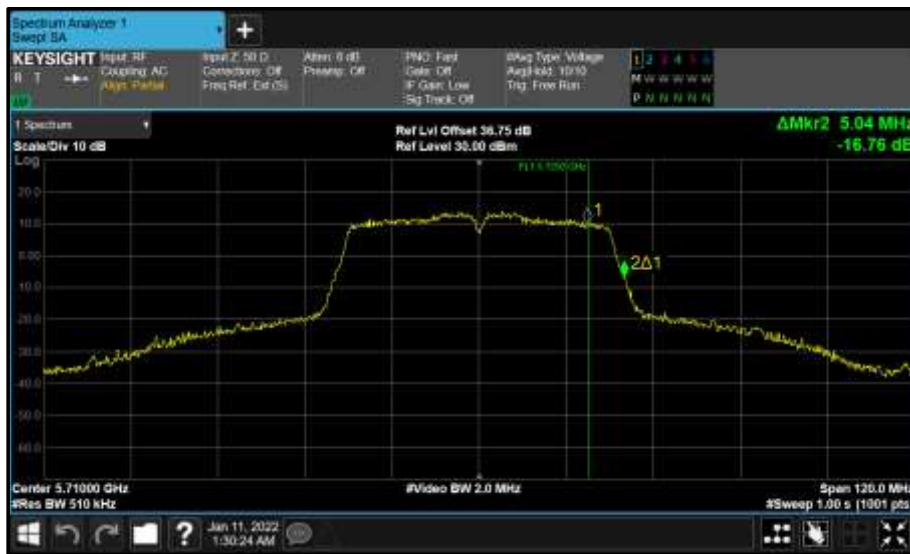 Spectrum Analyzer 1
Swept SA
+
KEYSIGHT Input: RF Input Z: 50 Ω Atten: 6 dB PNO: Fast #Avg Type: Voltage 1 2 3 4 5 6
R T Coupling: AC Corrections: Off Preamp: Off Gate: Off Avg|Hold: 10/10 M W W W W W
Align: Partial Freq Ref: Ext (S) IF Gain: Low Trig: Free Run
Sig Track: Off P N N N N N
1 Spectrum
Ref Lvl Offset 36.75 dB ΔMkr2 5.04 MHz
Scale/Div 10 dB Ref Level 30.00 dBm -16.76 dB
Log
20.0
1
10.0
0.00
2Δ1
-10.0
-20.0
-30.0
-40.0
-50.0
-60.0
Center 5.71000 GHz #Video BW 2.0 MHz Span 120.0 MHz
#Res BW 510 kHz #Sweep 1.00 s (1001 pts)
? Jan 11, 2022
1:30:24 AM